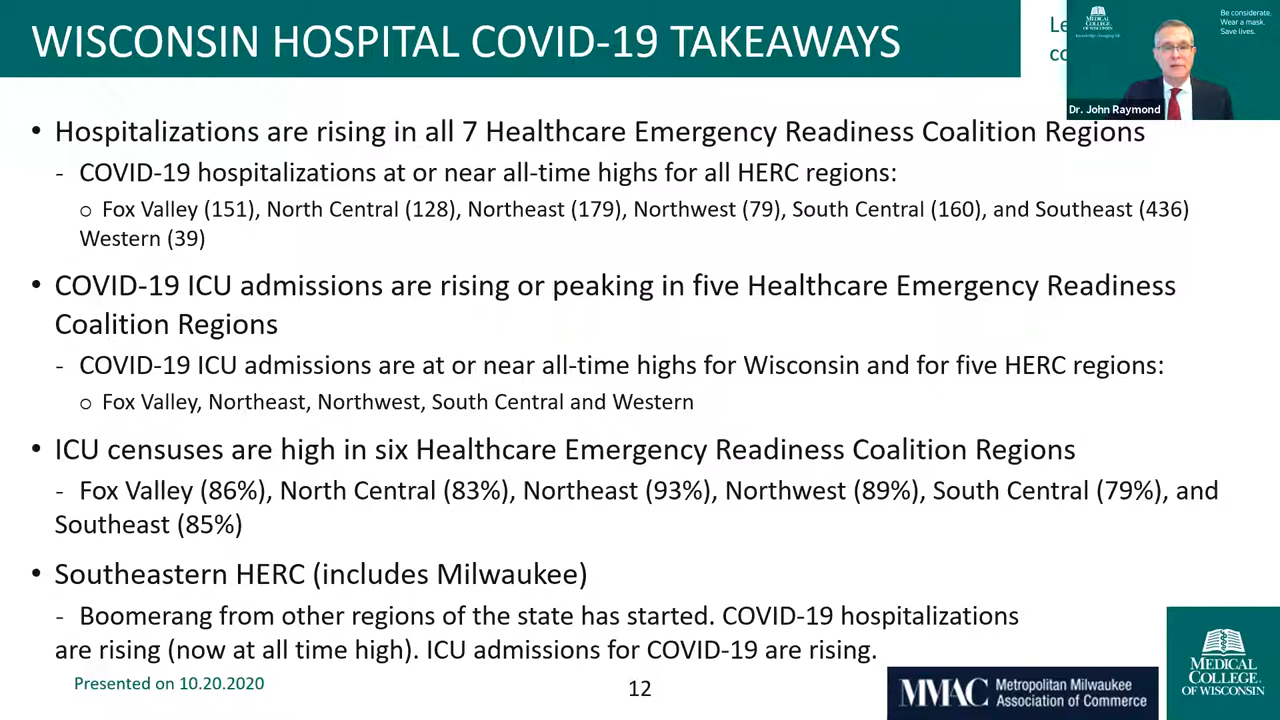 WISCONSIN HOSPITAL COVID-19 TAKEAWAYS
MEDICAL
COLLEGE
OF WISCONSIN
knowledge changing life
Be considerate.
Wear a mask.
Save lives.
Dr. John Raymond
• Hospitalizations are rising in all 7 Healthcare Emergency Readiness Coalition Regions
- COVID-19 hospitalizations at or near all-time highs for all HERC regions:
○ Fox Valley (151), North Central (128), Northeast (179), Northwest (79), South Central (160), and Southeast (436)
Western (39)
• COVID-19 ICU admissions are rising or peaking in five Healthcare Emergency Readiness
Coalition Regions
- COVID-19 ICU admissions are at or near all-time highs for Wisconsin and for five HERC regions:
○ Fox Valley, Northeast, Northwest, South Central and Western
• ICU censuses are high in six Healthcare Emergency Readiness Coalition Regions
- Fox Valley (86%), North Central (83%), Northeast (93%), Northwest (89%), South Central (79%), and
Southeast (85%)
• Southeastern HERC (includes Milwaukee)
- Boomerang from other regions of the state has started. COVID-19 hospitalizations
are rising (now at all time high). ICU admissions for COVID-19 are rising.
Presented on 10.20.2020
12
MMAC Metropolitan Milwaukee
Association of Commerce
MEDICAL
COLLEGE
OF WISCONSIN